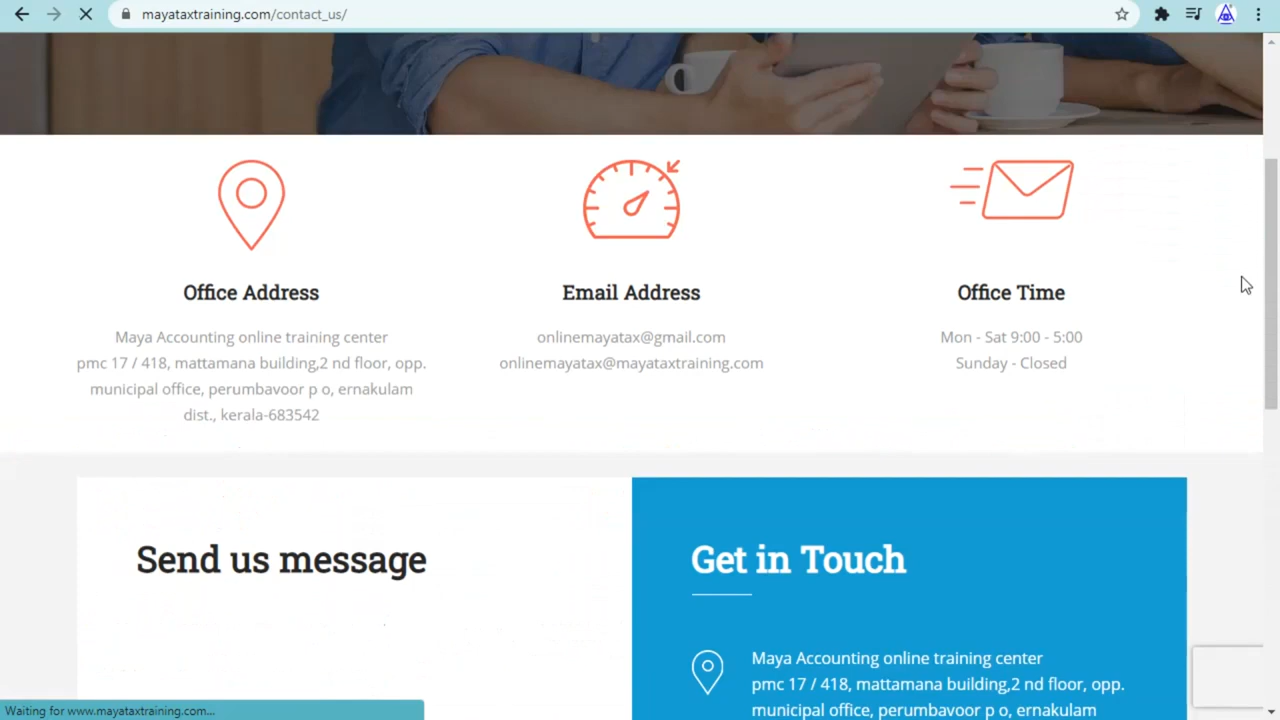 mayataxtraining.com/contact_us/
Office Address
Maya Accounting online training center
pmc 17 / 418, mattamana building,2 nd floor, opp.
municipal office, perumbavoor p o, ernakulam
dist., kerala-683542
Email Address
onlinemayatax@gmail.com
onlinemayatax@mayataxtraining.com
Office Time
Mon - Sat 9:00 - 5:00
Sunday - Closed
Send us message
Get in Touch
Maya Accounting online training center
pmc 17 / 418, mattamana building,2 nd floor, opp.
municipal office, perumbavoor p o, ernakulam
Waiting for www.mayataxtraining.com...